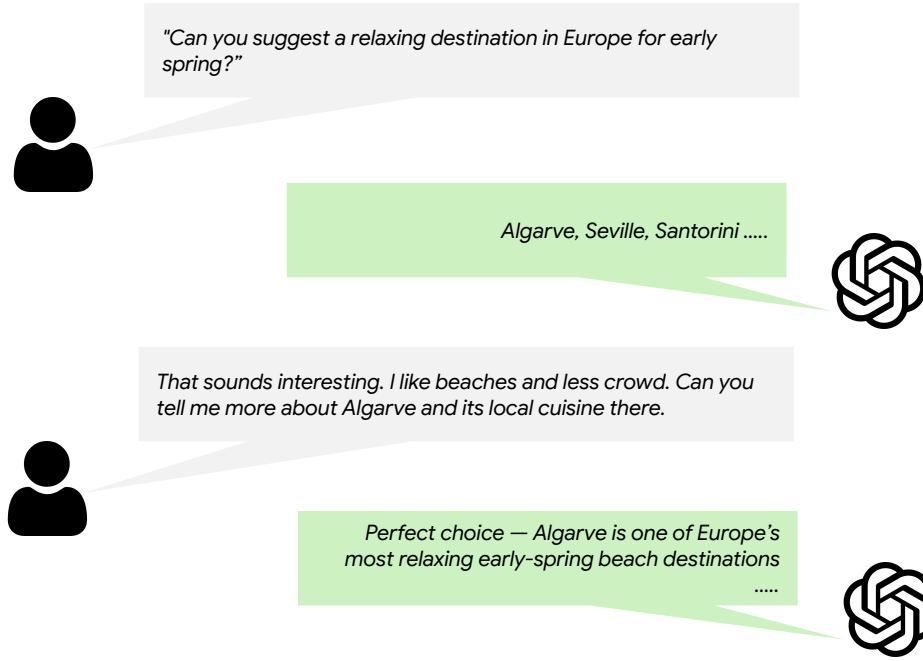 "Can you suggest a relaxing destination in Europe for early
spring?”
Algarve, Seville, Santorini .....
That sounds interesting. I like beaches and less crowd. Can you
tell me more about Algarve and its local cuisine there.
Perfect choice — Algarve is one of Europe’s
most relaxing early-spring beach destinations
.....